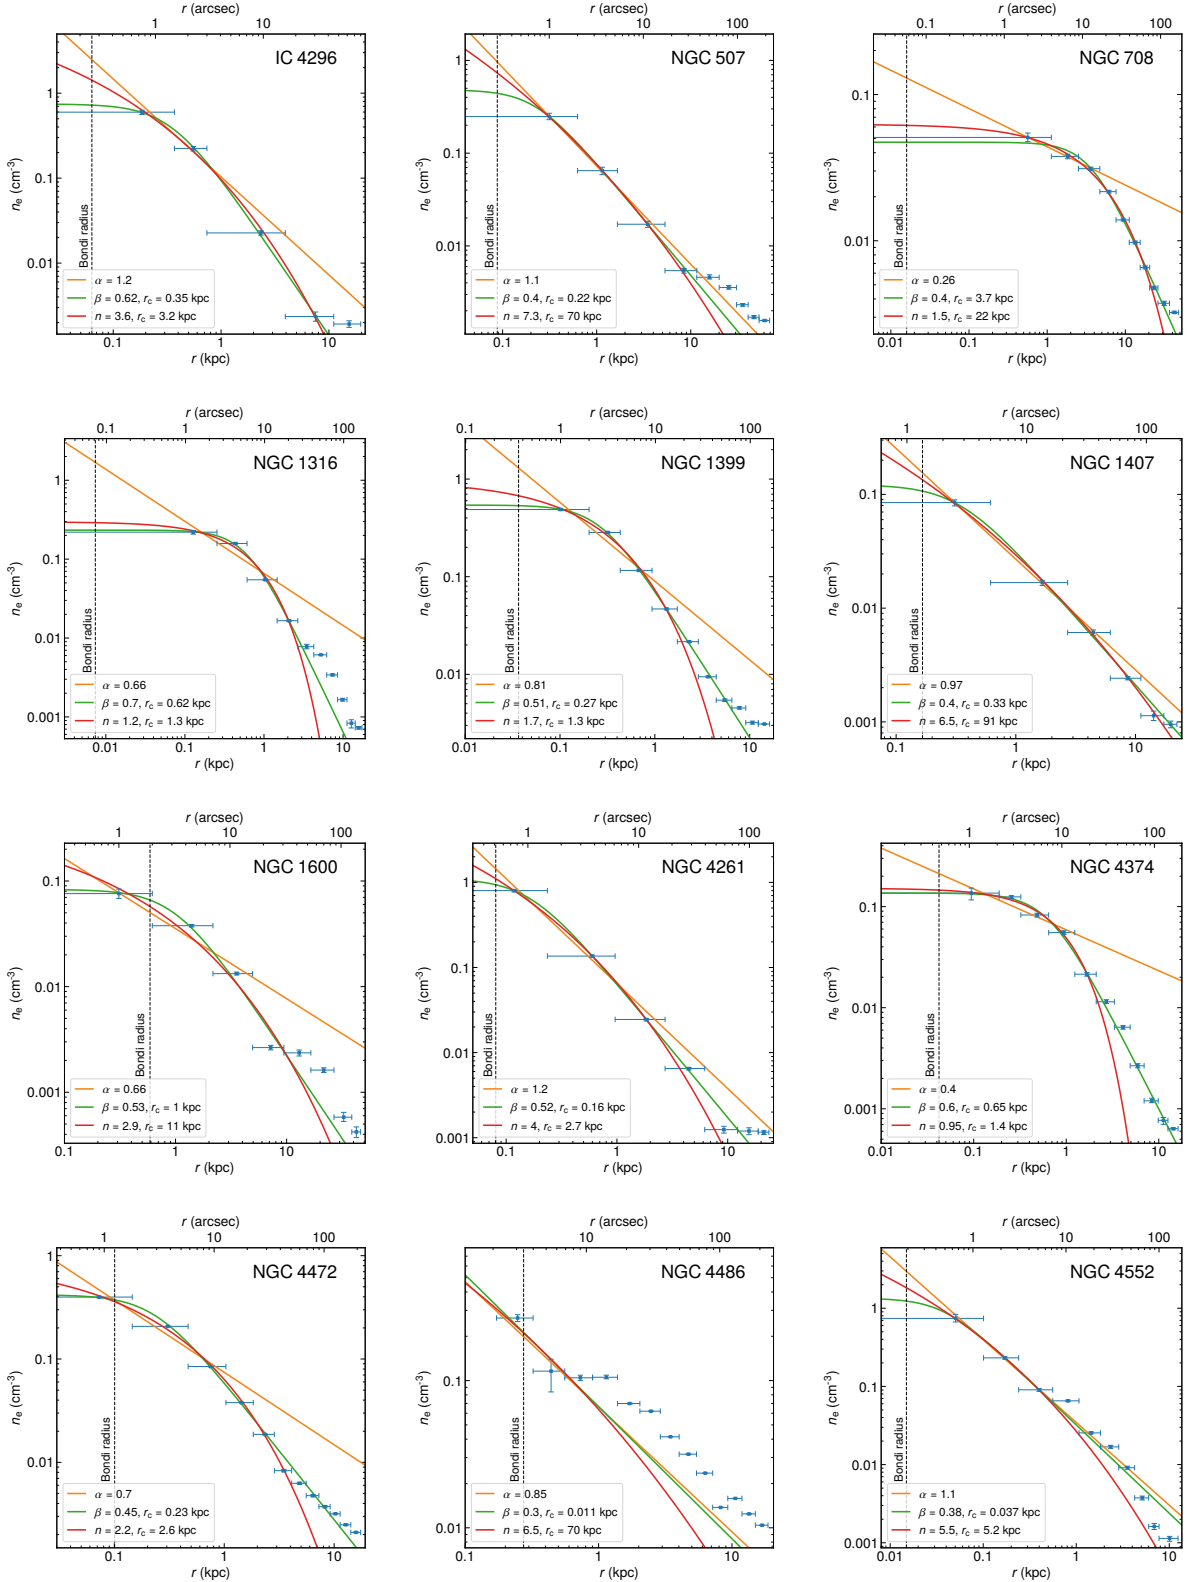 r (arcsec)
1 10
IC 4296
1
0.1
0.01
nₑ (cm⁻³)
Bondi radius
α = 1.2
β = 0.62, r_c = 0.35 kpc
n = 3.6, r_c = 3.2 kpc
0.1 1 10
r (kpc)
r (arcsec)
1 10 100
NGC 507
1
0.1
0.01
nₑ (cm⁻³)
Bondi radius
α = 1.1
β = 0.4, r_c = 0.22 kpc
n = 7.3, r_c = 70 kpc
0.1 1 10
r (kpc)
r (arcsec)
0.1 1 10 100
NGC 708
0.1
0.01
nₑ (cm⁻³)
Bondi radius
α = 0.26
β = 0.4, r_c = 3.7 kpc
n = 1.5, r_c = 22 kpc
0.01 0.1 1 10
r (kpc)
r (arcsec)
0.1 1 10 100
NGC 1316
1
0.1
0.01
0.001
nₑ (cm⁻³)
Bondi radius
α = 0.66
β = 0.7, r_c = 0.62 kpc
n = 1.2, r_c = 1.3 kpc
0.01 0.1 1 10
r (kpc)
r (arcsec)
0.1 1 10 100
NGC 1399
1
0.1
0.01
0.001
nₑ (cm⁻³)
Bondi radius
α = 0.81
β = 0.51, r_c = 0.27 kpc
n = 1.7, r_c = 1.3 kpc
0.01 0.1 1 10
r (kpc)
r (arcsec)
1 10 100
NGC 1407
0.1
0.01
0.001
nₑ (cm⁻³)
Bondi radius
α = 0.97
β = 0.4, r_c = 0.33 kpc
n = 6.5, r_c = 91 kpc
0.1 1 10
r (kpc)
r (arcsec)
1 10 100
NGC 1600
0.1
0.01
0.001
nₑ (cm⁻³)
Bondi radius
α = 0.66
β = 0.53, r_c = 1 kpc
n = 2.9, r_c = 11 kpc
0.1 1 10
r (kpc)
r (arcsec)
1 10 100
NGC 4261
1
0.1
0.01
0.001
nₑ (cm⁻³)
Bondi radius
α = 1.2
β = 0.52, r_c = 0.16 kpc
n = 4, r_c = 2.7 kpc
0.1 1 10
r (kpc)
r (arcsec)
1 10 100
NGC 4374
0.1
0.01
0.001
nₑ (cm⁻³)
Bondi radius
α = 0.4
β = 0.6, r_c = 0.65 kpc
n = 0.95, r_c = 1.4 kpc
0.01 0.1 1 10
r (kpc)
r (arcsec)
1 10 100
NGC 4472
1
0.1
0.01
nₑ (cm⁻³)
Bondi radius
α = 0.7
β = 0.45, r_c = 0.23 kpc
n = 2.2, r_c = 2.6 kpc
0.1 1 10
r (kpc)
r (arcsec)
10 100
NGC 4486
0.1
0.01
nₑ (cm⁻³)
Bondi radius
α = 0.85
β = 0.3, r_c = 0.011 kpc
n = 6.5, r_c = 70 kpc
0.1 1 10
r (kpc)
r (arcsec)
1 10 100
NGC 4552
1
0.1
0.01
0.001
nₑ (cm⁻³)
Bondi radius
α = 1.1
β = 0.38, r_c = 0.037 kpc
n = 5.5, r_c = 5.2 kpc
0.01 0.1 1 10
r (kpc)